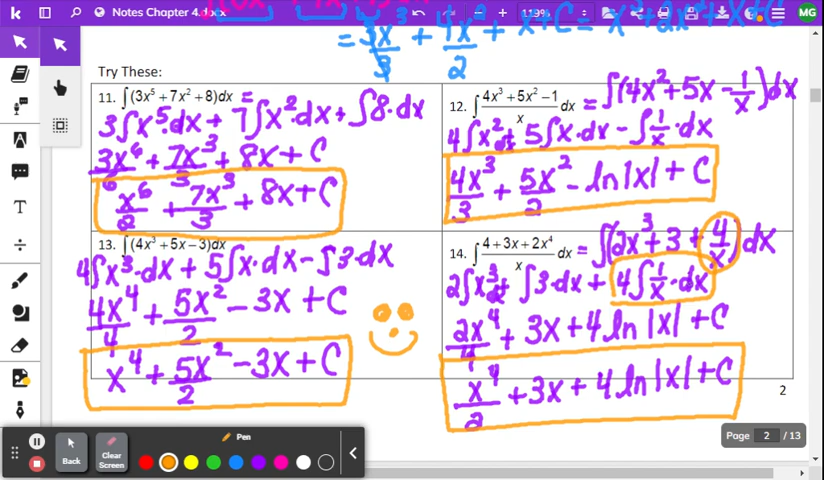 Notes Chapter 4.docx
119%
MG
= 3x³/3 + 4x²/2 + x + C = x³ + 2x² + x + C
Try These:
11. ∫(3x⁵ + 7x² + 8)dx =
3∫x⁵·dx + 7∫x²·dx + ∫8·dx
3x⁶/6 + 7x³/3 + 8x + C
x⁶/2 + 7x³/3 + 8x + C
12. ∫ (4x³ + 5x² − 1)/x dx = ∫(4x² + 5x − 1/x)dx
4∫x² dx + 5∫x·dx − ∫1/x·dx
4x³/3 + 5x²/2 − ln|x| + C
13. ∫(4x³ + 5x − 3)dx
4∫x³·dx + 5∫x·dx − ∫3·dx
4x⁴/4 + 5x²/2 − 3x + C
x⁴ + 5x²/2 − 3x + C
14. ∫ (4 + 3x + 2x⁴)/x dx = ∫(2x³ + 3 + 4/x)dx
2∫x³ dx + ∫3·dx + 4∫1/x·dx
2x⁴/4 + 3x + 4 ln|x| + C
x⁴/2 + 3x + 4 ln|x| + C
2
Pen
Back
Clear Screen
Page 2 / 13